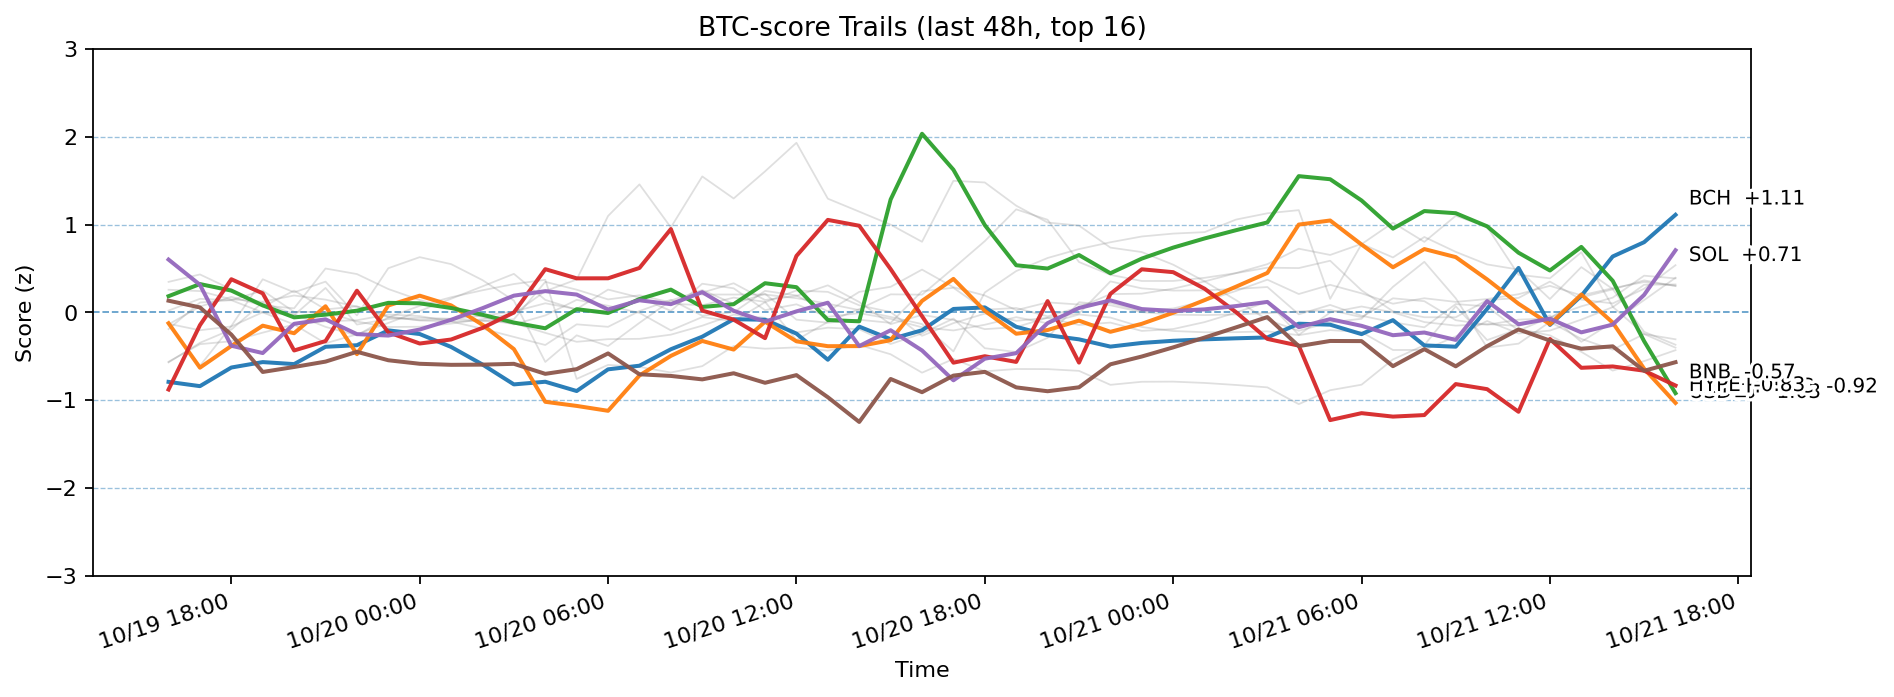 BTC-score Trails (last 48h, top 16)
Score (z)
3
2
1
0
−1
−2
−3
BCH +1.11
SOL +0.71
BNB -0.57
HYPE -0.83
-0.92
10/19 18:00
10/20 00:00
10/20 06:00
10/20 12:00
10/20 18:00
10/21 00:00
10/21 06:00
10/21 12:00
10/21 18:00
Time